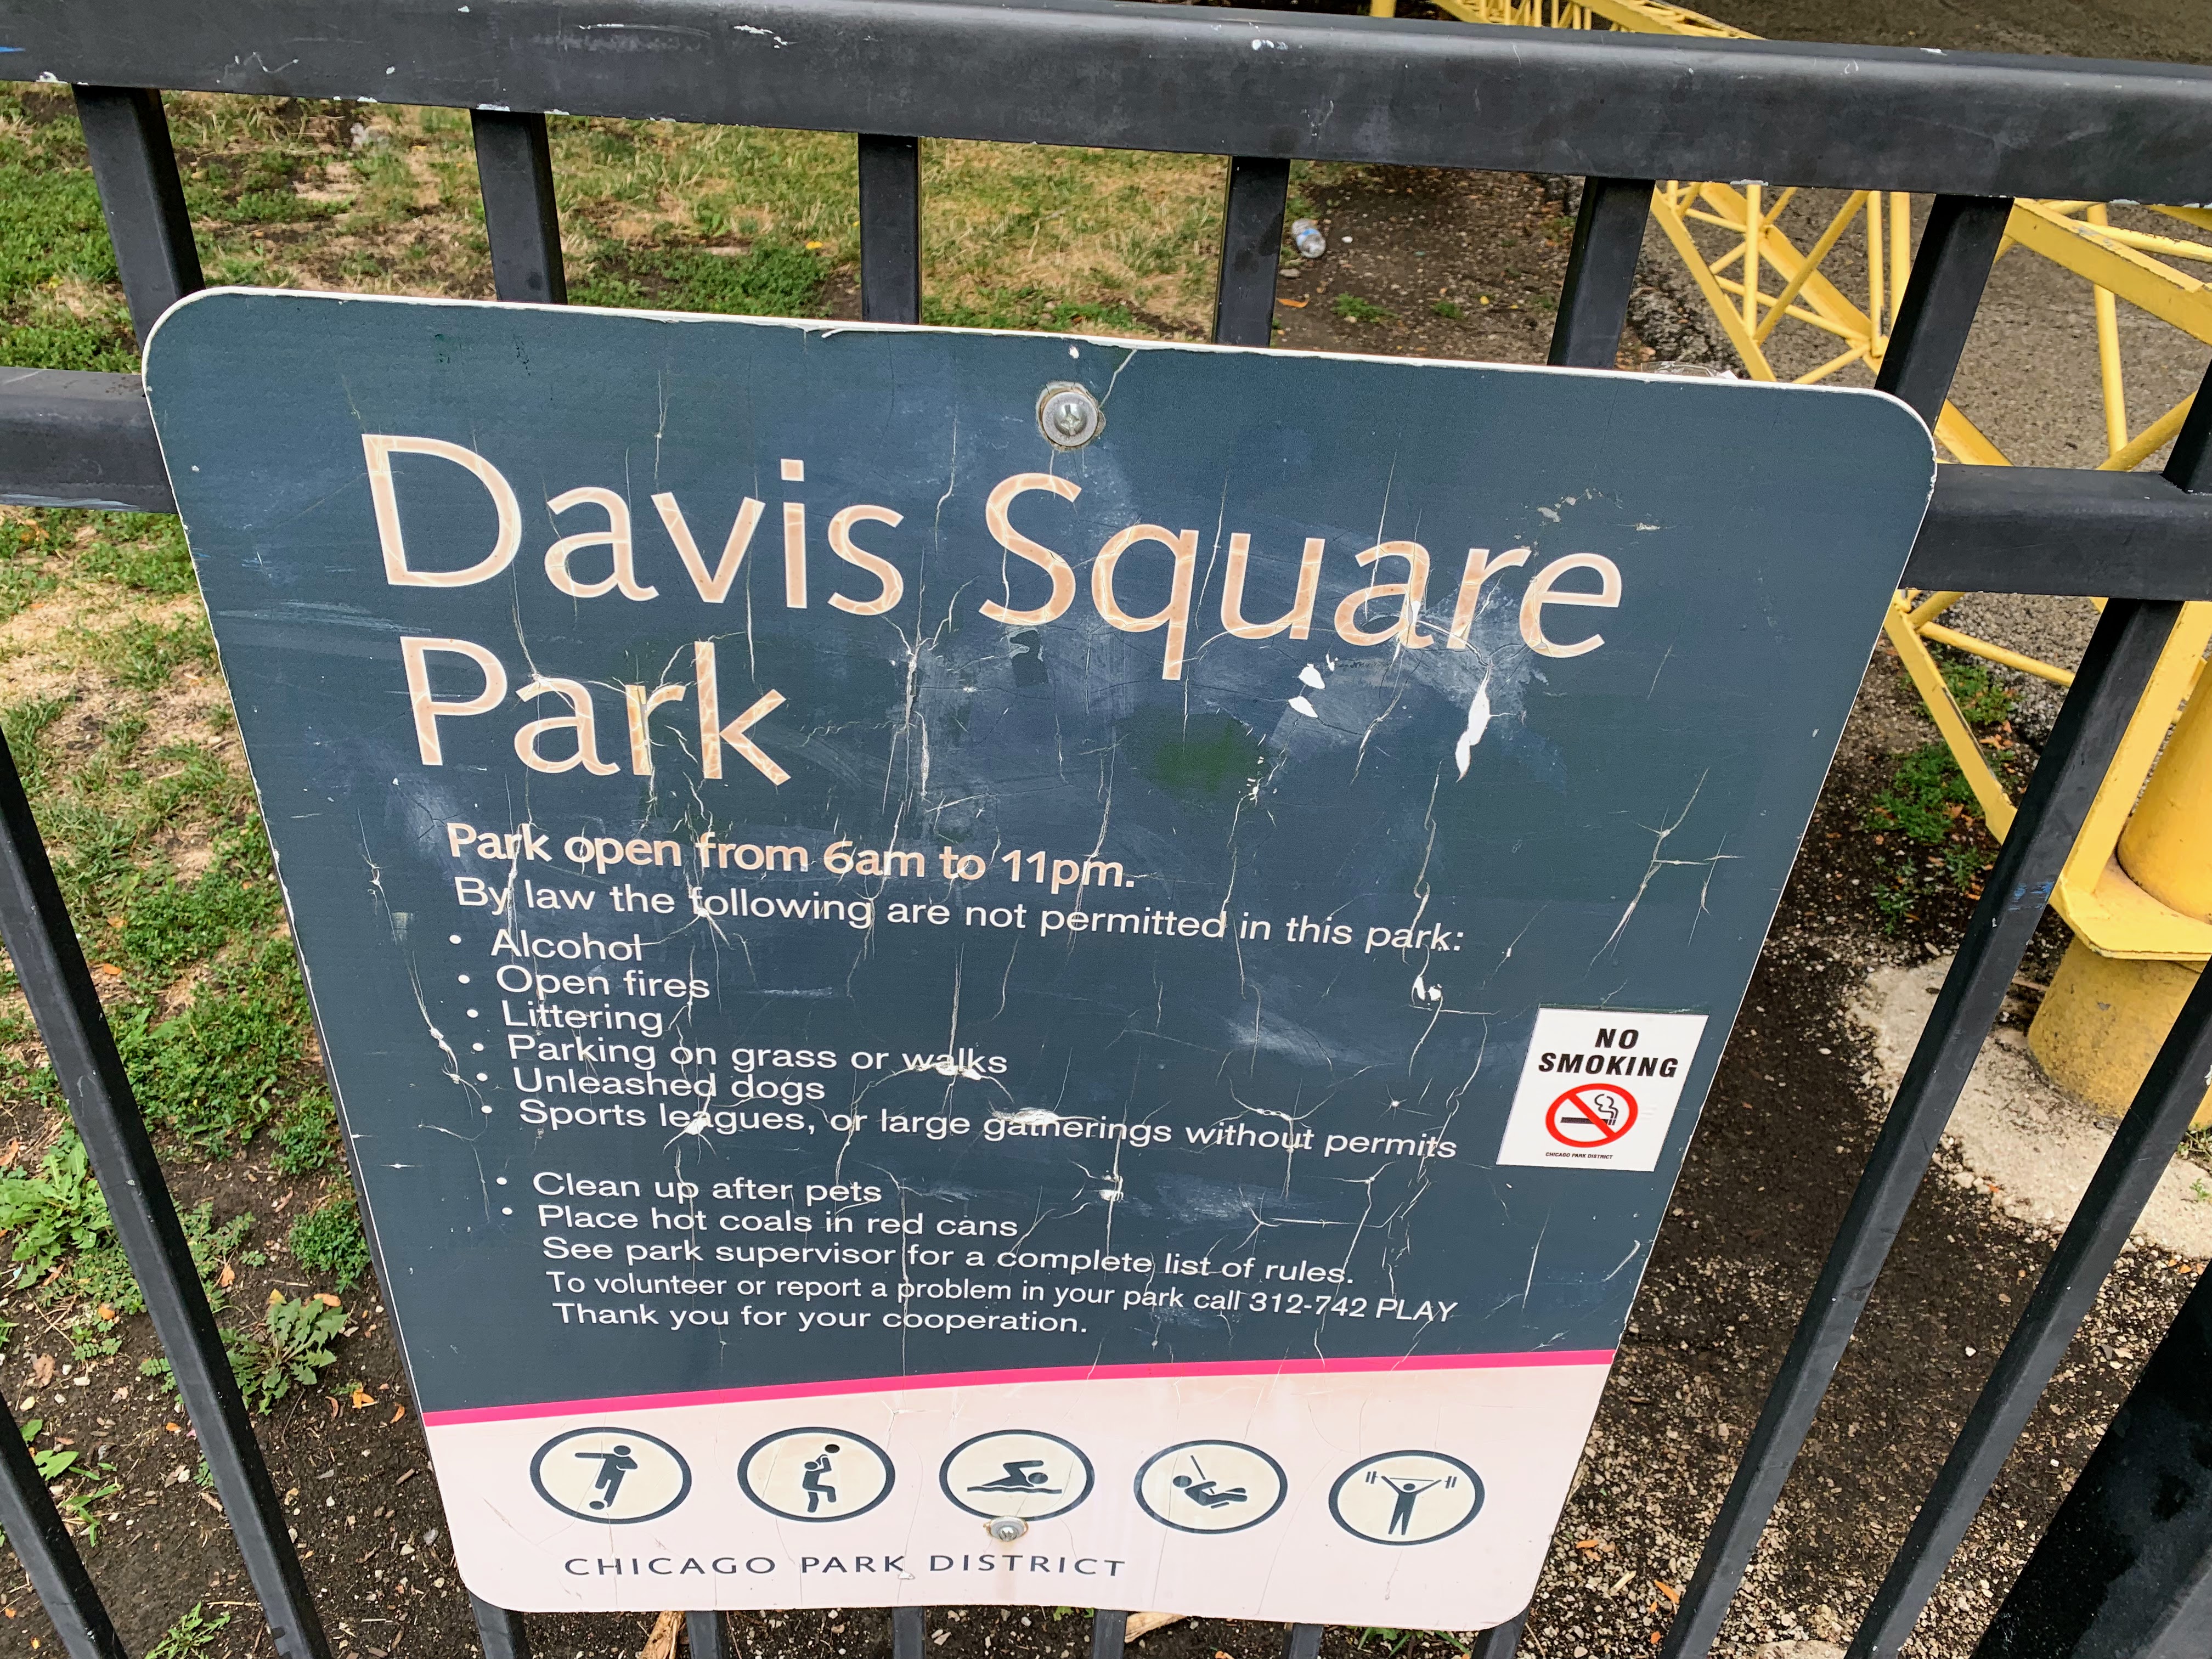 Davis Square
Park
Park open from 6am to 11pm.
By law the following are not permitted in this park:
• Alcohol
• Open fires
• Littering
• Parking on grass or walks
• Unleashed dogs
• Sports leagues, or large gatherings without permits
• Clean up after pets
• Place hot coals in red cans
See park supervisor for a complete list of rules.
To volunteer or report a problem in your park call 312-742 PLAY
Thank you for your cooperation.
NO
SMOKING
CHICAGO PARK DISTRICT
CHICAGO PARK DISTRICT